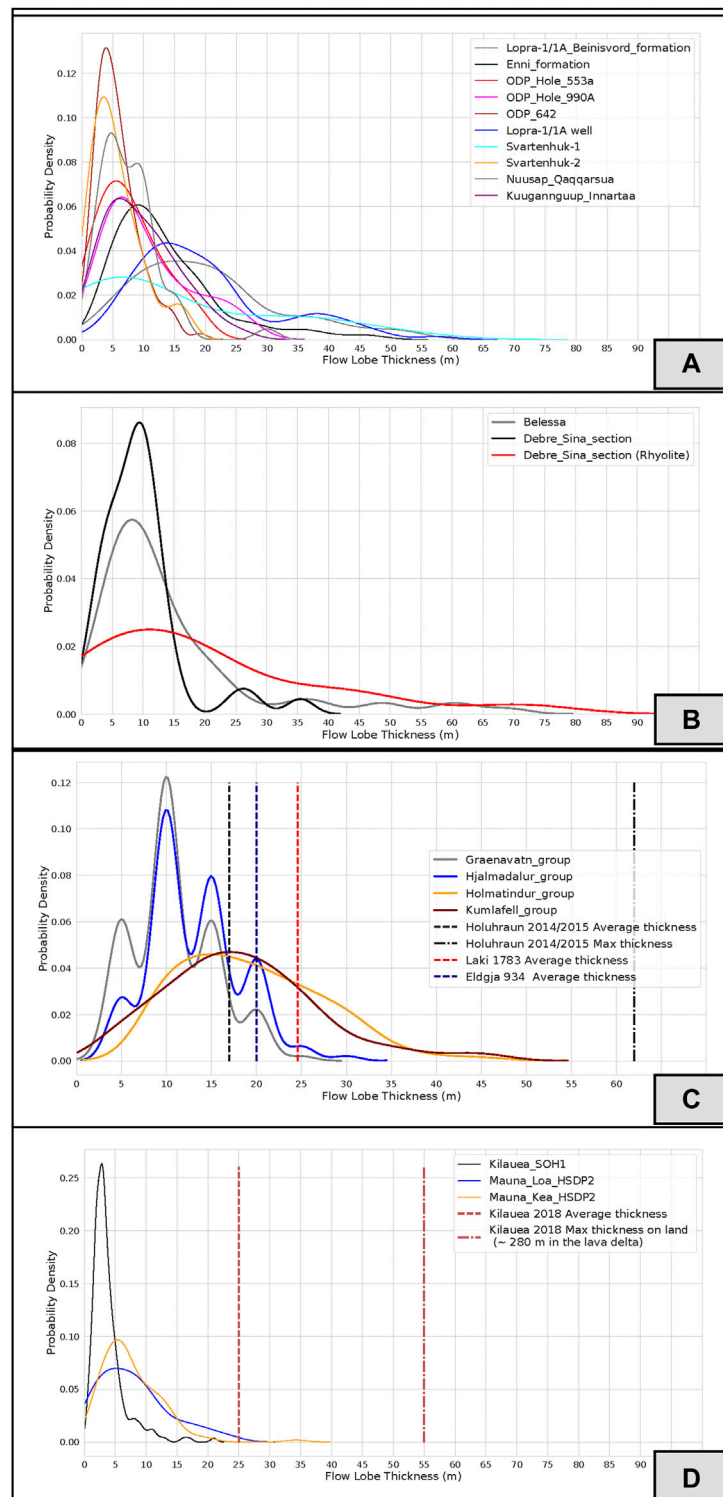 0.12
0.10
0.08
0.06
0.04
0.02
0.00
Probability Density
Lopra-1/1A_Beinisvord_formation
Enni_formation
ODP_Hole_553a
ODP_Hole_990A
ODP_642
Lopra-1/1A well
Svartenhuk-1
Svartenhuk-2
Nuusap_Qaqqarsua
Kuugannguup_Innartaa
0 5 10 15 20 25 30 35 40 45 50 55 60 65 70 75 80 85 90
Flow Lobe Thickness (m)
A
0.08
0.06
0.04
0.02
0.00
Probability Density
Belessa
Debre_Sina_section
Debre_Sina_section (Rhyolite)
0 5 10 15 20 25 30 35 40 45 50 55 60 65 70 75 80 85 90
Flow Lobe Thickness (m)
B
0.12
0.10
0.08
0.06
0.04
0.02
0.00
Probability Density
Graenavatn_group
Hjalmadalur_group
Holmatindur_group
Kumlafell_group
Holuhraun 2014/2015 Average thickness
Holuhraun 2014/2015 Max thickness
Laki 1783 Average thickness
Eldgja 934 Average thickness
0 5 10 15 20 25 30 35 40 45 50 55 60
Flow Lobe Thickness (m)
C
0.25
0.20
0.15
0.10
0.05
0.00
Probability Density
Kilauea_SOH1
Mauna_Loa_HSDP2
Mauna_Kea_HSDP2
Kilauea 2018 Average thickness
Kilauea 2018 Max thickness on land
(~ 280 m in the lava delta)
0 5 10 15 20 25 30 35 40 45 50 55 60 65 70 75 80 85 90
Flow Lobe Thickness (m)
D